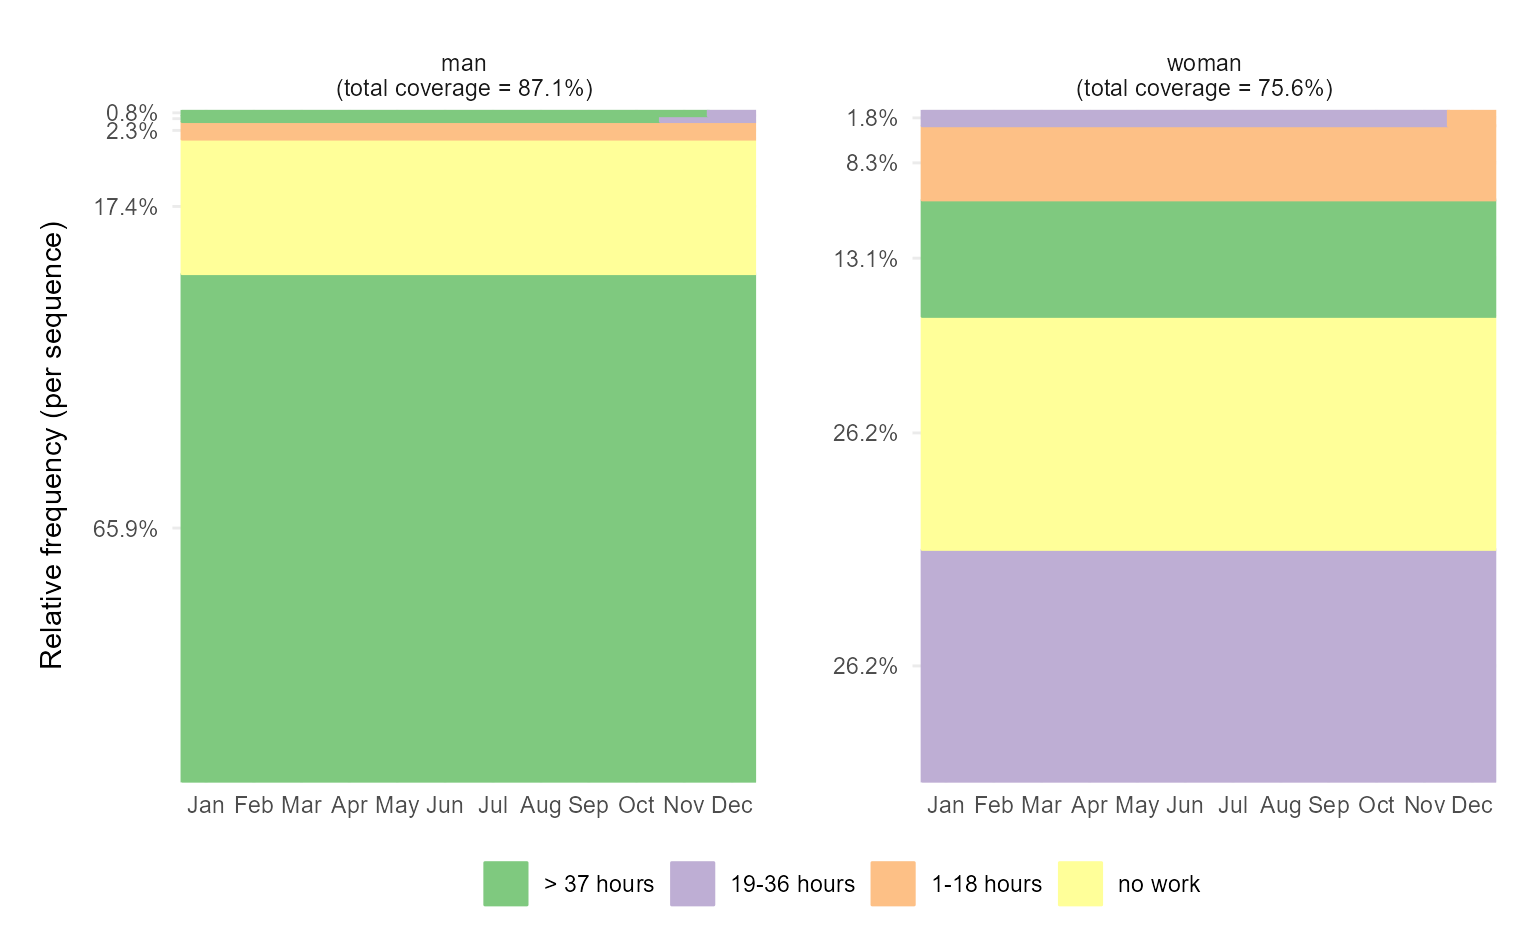 man
(total coverage = 87.1%)
woman
(total coverage = 75.6%)
Relative frequency (per sequence)
0.8%
2.3%
17.4%
65.9%
1.8%
8.3%
13.1%
26.2%
26.2%
Jan Feb Mar Apr May Jun Jul Aug Sep Oct Nov Dec
Jan Feb Mar Apr May Jun Jul Aug Sep Oct Nov Dec
> 37 hours
19-36 hours
1-18 hours
no work